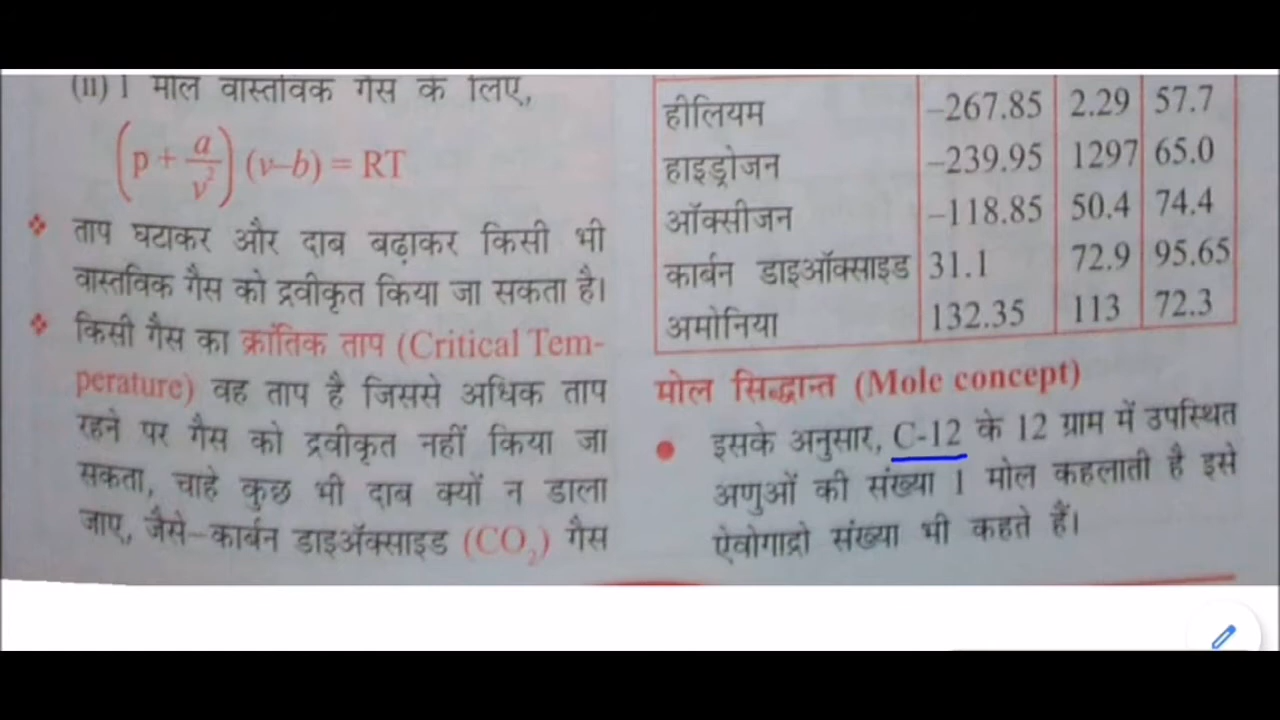 (ii) 1 मोल वास्तविक गैस के लिए,
(p + a/v²) (v–b) = RT
❖ ताप घटाकर और दाब बढ़ाकर किसी भी
वास्तविक गैस को द्रवीकृत किया जा सकता है।
❖ किसी गैस का क्रांतिक ताप (Critical Tem-
perature) वह ताप है जिससे अधिक ताप
रहने पर गैस को द्रवीकृत नहीं किया जा
सकता, चाहे कुछ भी दाब क्यों न डाला
जाए, जैसे–कार्बन डाइऑक्साइड (CO₂) गैस
हीलियम –267.85 2.29 57.7
हाइड्रोजन –239.95 1297 65.0
ऑक्सीजन –118.85 50.4 74.4
कार्बन डाइऑक्साइड 31.1 72.9 95.65
अमोनिया 132.35 113 72.3
मोल सिद्धान्त (Mole concept)
● इसके अनुसार, C-12 के 12 ग्राम में उपस्थित
अणुओं की संख्या 1 मोल कहलाती है इसे
ऐवोगाद्रो संख्या भी कहते हैं।